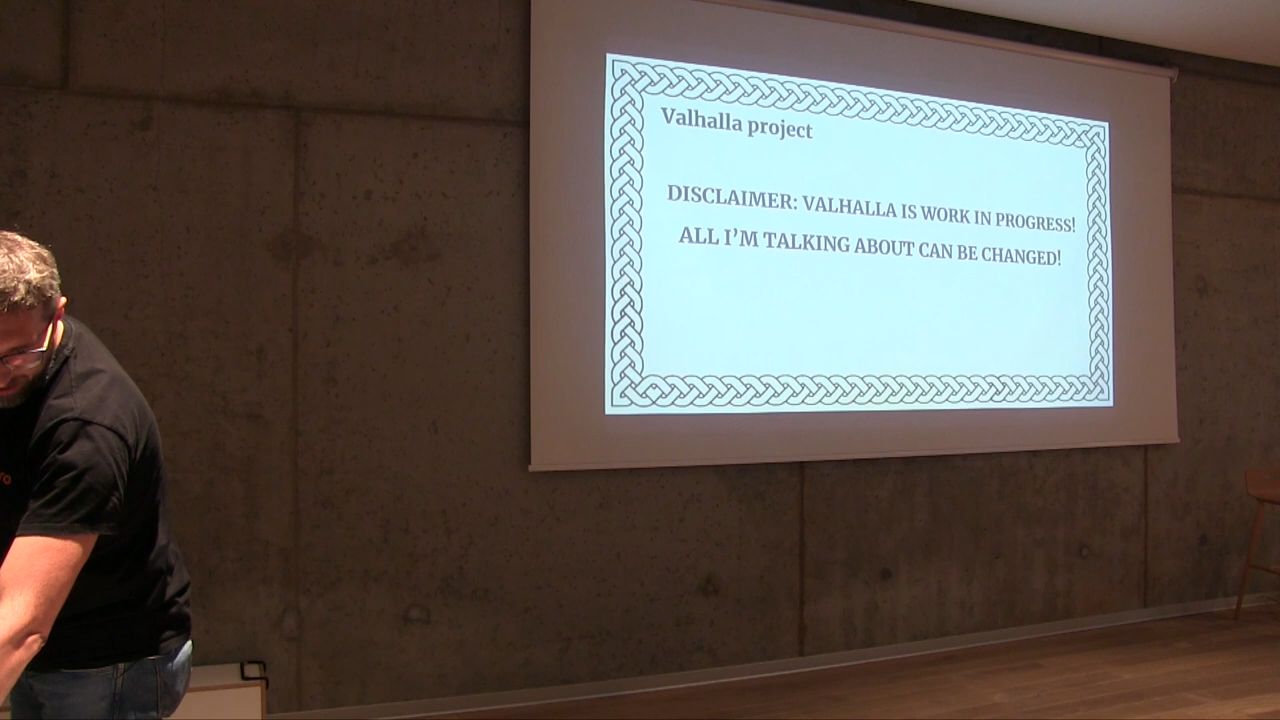 Valhalla project
DISCLAIMER: VALHALLA IS WORK IN PROGRESS!
ALL I'M TALKING ABOUT CAN BE CHANGED!